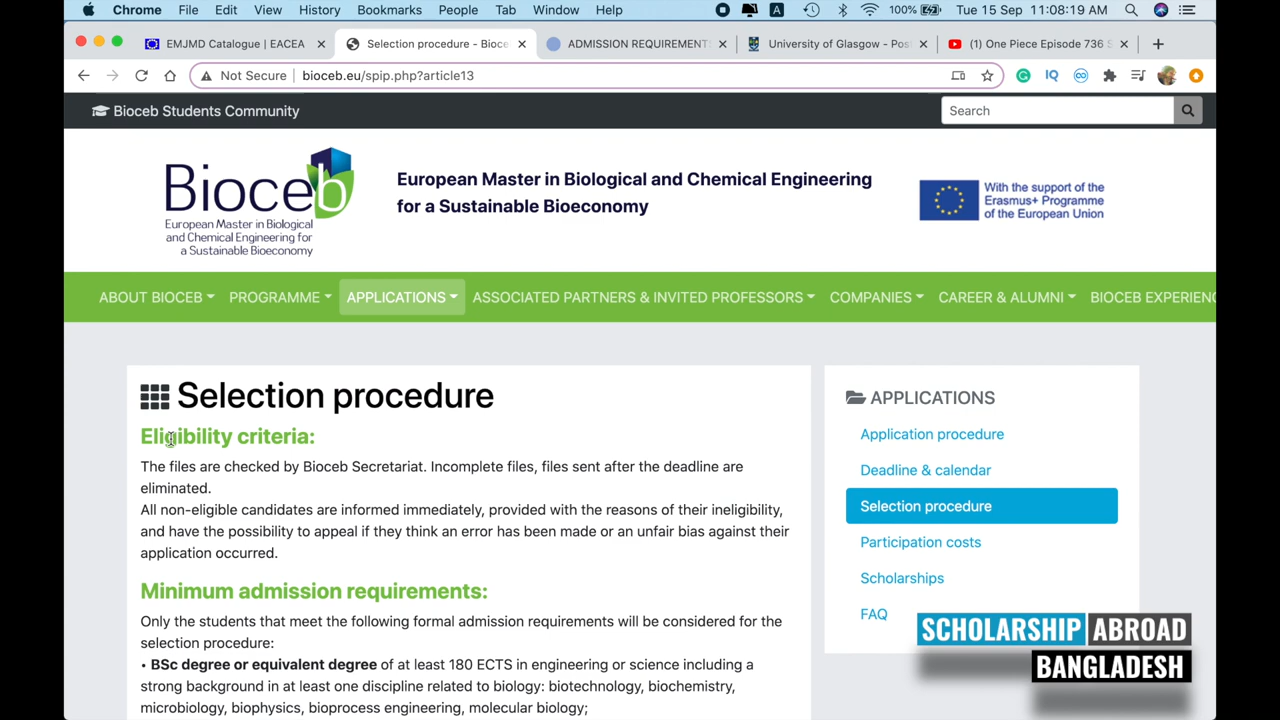 Chrome File Edit View History Bookmarks People Tab Window Help 100% Tue 15 Sep 11:08:19 AM
EMJMD Catalogue | EACEA Selection procedure - Bioce ADMISSION REQUIREMENT University of Glasgow - Pos (1) One Piece Episode 736 S
Not Secure bioceb.eu/spip.php?article13
Bioceb Students Community Search
Bioceb
European Master in Biological
and Chemical Engineering for
a Sustainable Bioeconomy
European Master in Biological and Chemical Engineering
for a Sustainable Bioeconomy
With the support of the
Erasmus+ Programme
of the European Union
ABOUT BIOCEB PROGRAMME APPLICATIONS ASSOCIATED PARTNERS & INVITED PROFESSORS COMPANIES CAREER & ALUMNI BIOCEB EXPERIENC
Selection procedure
Eligibility criteria:
The files are checked by Bioceb Secretariat. Incomplete files, files sent after the deadline are
eliminated.
All non-eligible candidates are informed immediately, provided with the reasons of their ineligibility,
and have the possibility to appeal if they think an error has been made or an unfair bias against their
application occurred.
Minimum admission requirements:
Only the students that meet the following formal admission requirements will be considered for the
selection procedure:
• BSc degree or equivalent degree of at least 180 ECTS in engineering or science including a
strong background in at least one discipline related to biology: biotechnology, biochemistry,
microbiology, biophysics, bioprocess engineering, molecular biology;
APPLICATIONS
Application procedure
Deadline & calendar
Selection procedure
Participation costs
Scholarships
FAQ
SCHOLARSHIP ABROAD
BANGLADESH